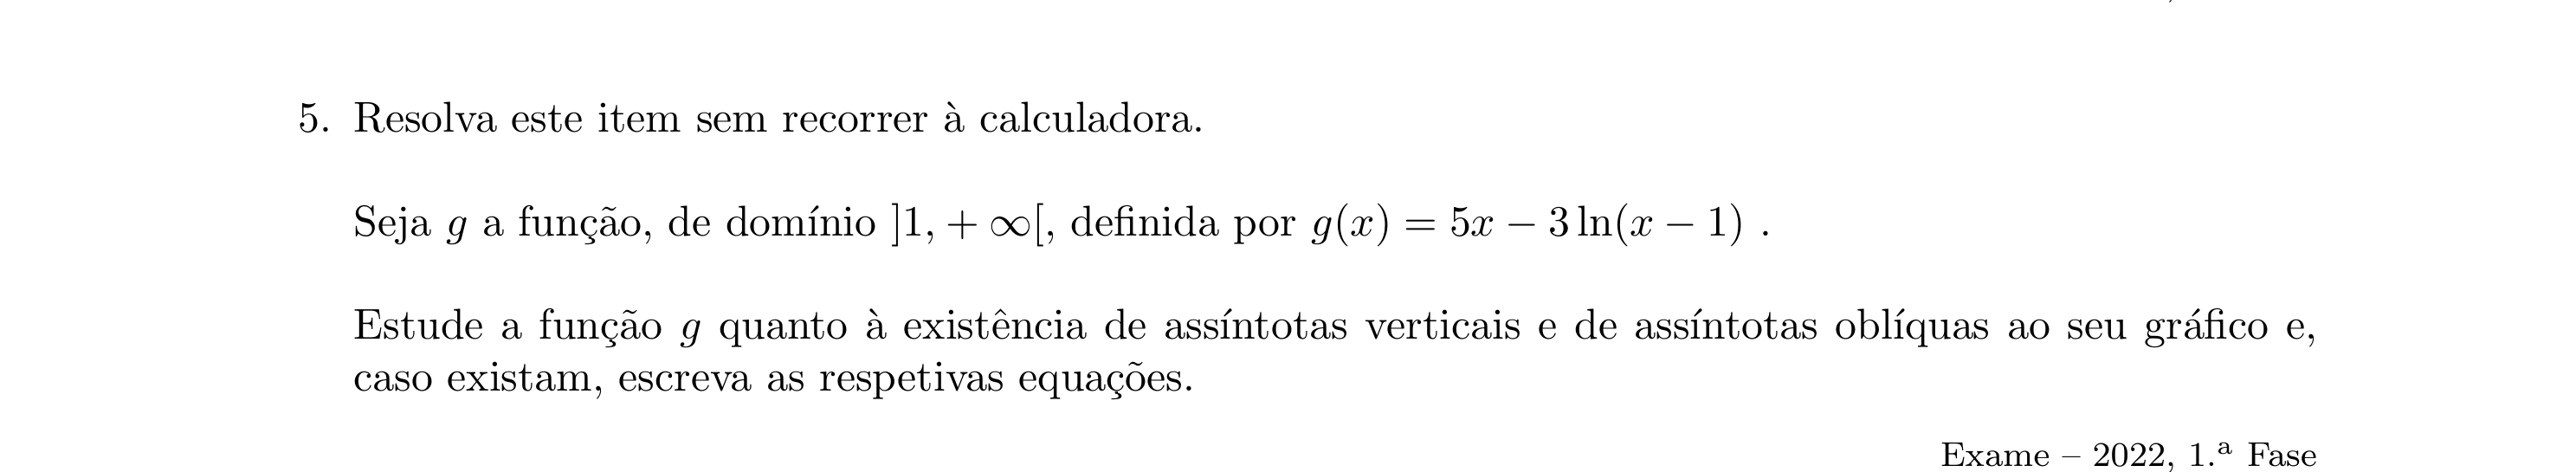 5. Resolva este item sem recorrer à calculadora.
Seja g a função, de domínio ]1, + ∞[, definida por g(x) = 5x − 3 ln(x − 1) .
Estude a função g quanto à existência de assíntotas verticais e de assíntotas oblíquas ao seu gráfico e,
caso existam, escreva as respetivas equações.
Exame – 2022, 1.ª Fase